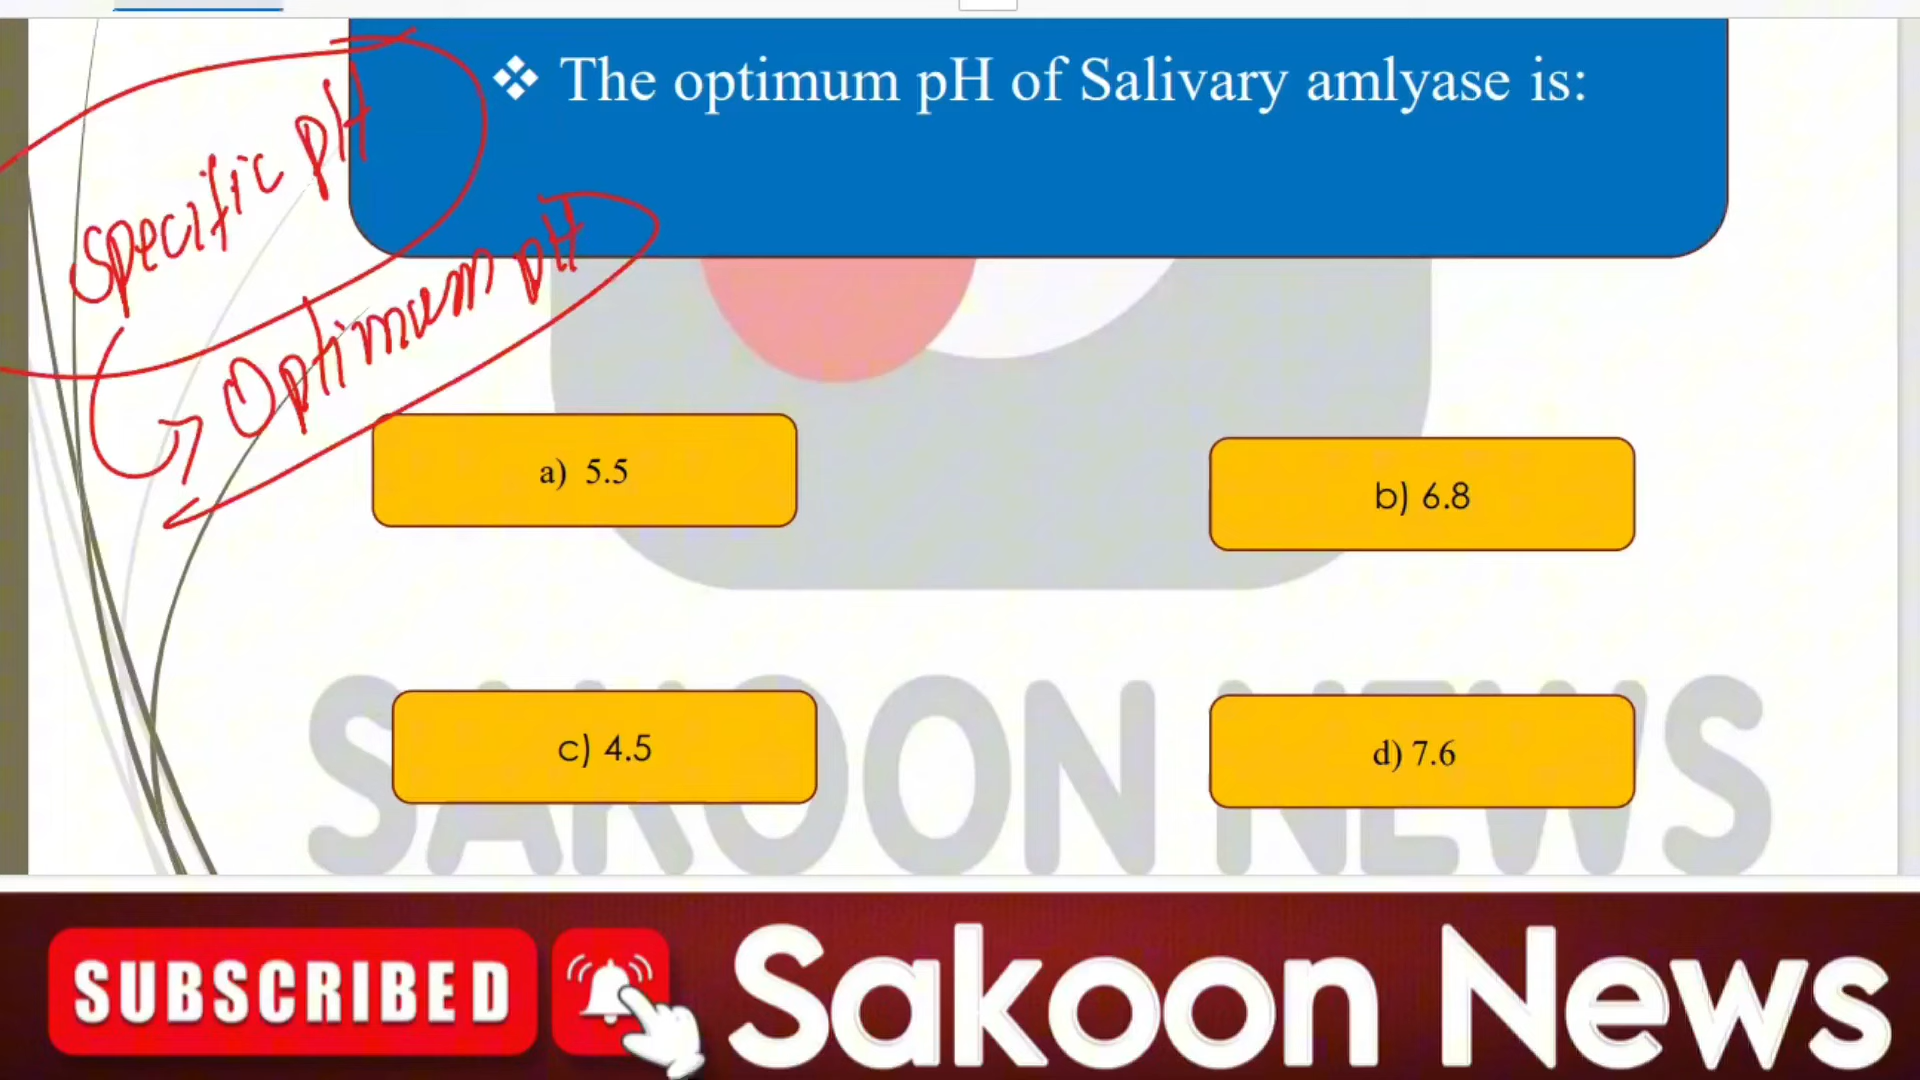 ❖ The optimum pH of Salivary amlyase is:
specific pH
Optimum pH
a) 5.5
b) 6.8
c) 4.5
d) 7.6
SAKOON NEWS
SUBSCRIBED
Sakoon News